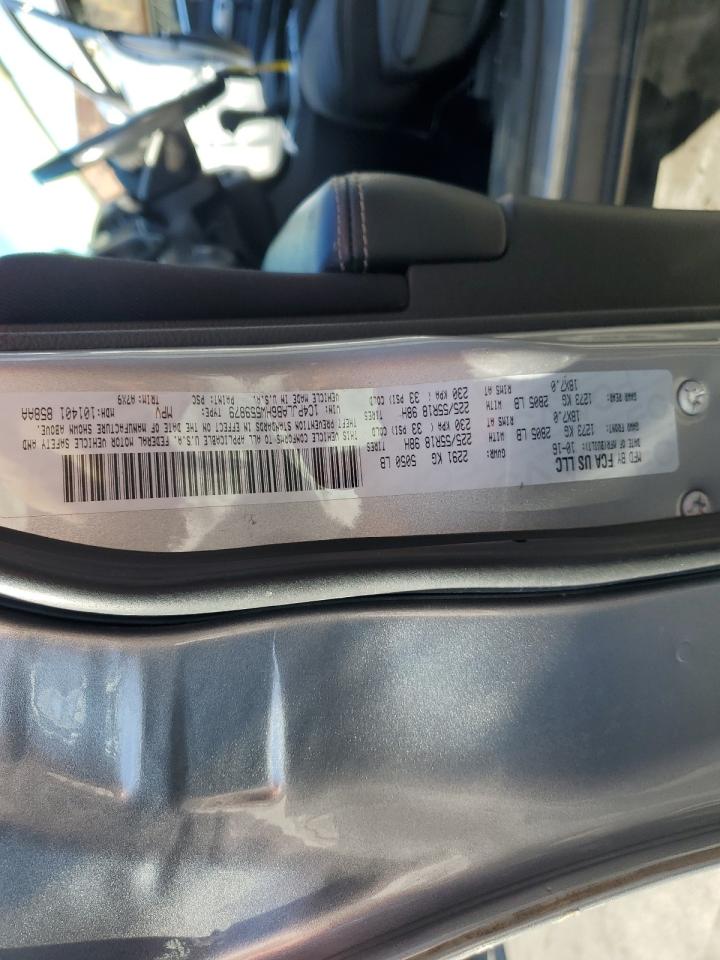 MFD BY FCA US LLC GVWR: 2291 KG 5050 LB
DATE OF MFR(BUILT): 10-16
GAWR FRONT: 1273 KG 2805 LB WITH TIRES 225/55R18 98H
18X7.0 RIMS AT 230 KPA ( 33 PSI) COLD
GAWR REAR: 1273 KG 2805 LB WITH TIRES 225/55R18 98H
18X7.0 RIMS AT 230 KPA ( 33 PSI) COLD
THIS VEHICLE CONFORMS TO ALL APPLICABLE U.S.A. FEDERAL MOTOR VEHICLE SAFETY AND
THEFT PREVENTION STANDARDS IN EFFECT ON THE DATE OF MANUFACTURE SHOWN ABOVE.
VIN: 1C4PJLAB6HW559879 TYPE: MPV MDH:101401 858AA
VEHICLE MADE IN U.S.A. PAINT: PSC TRIM:A7X9